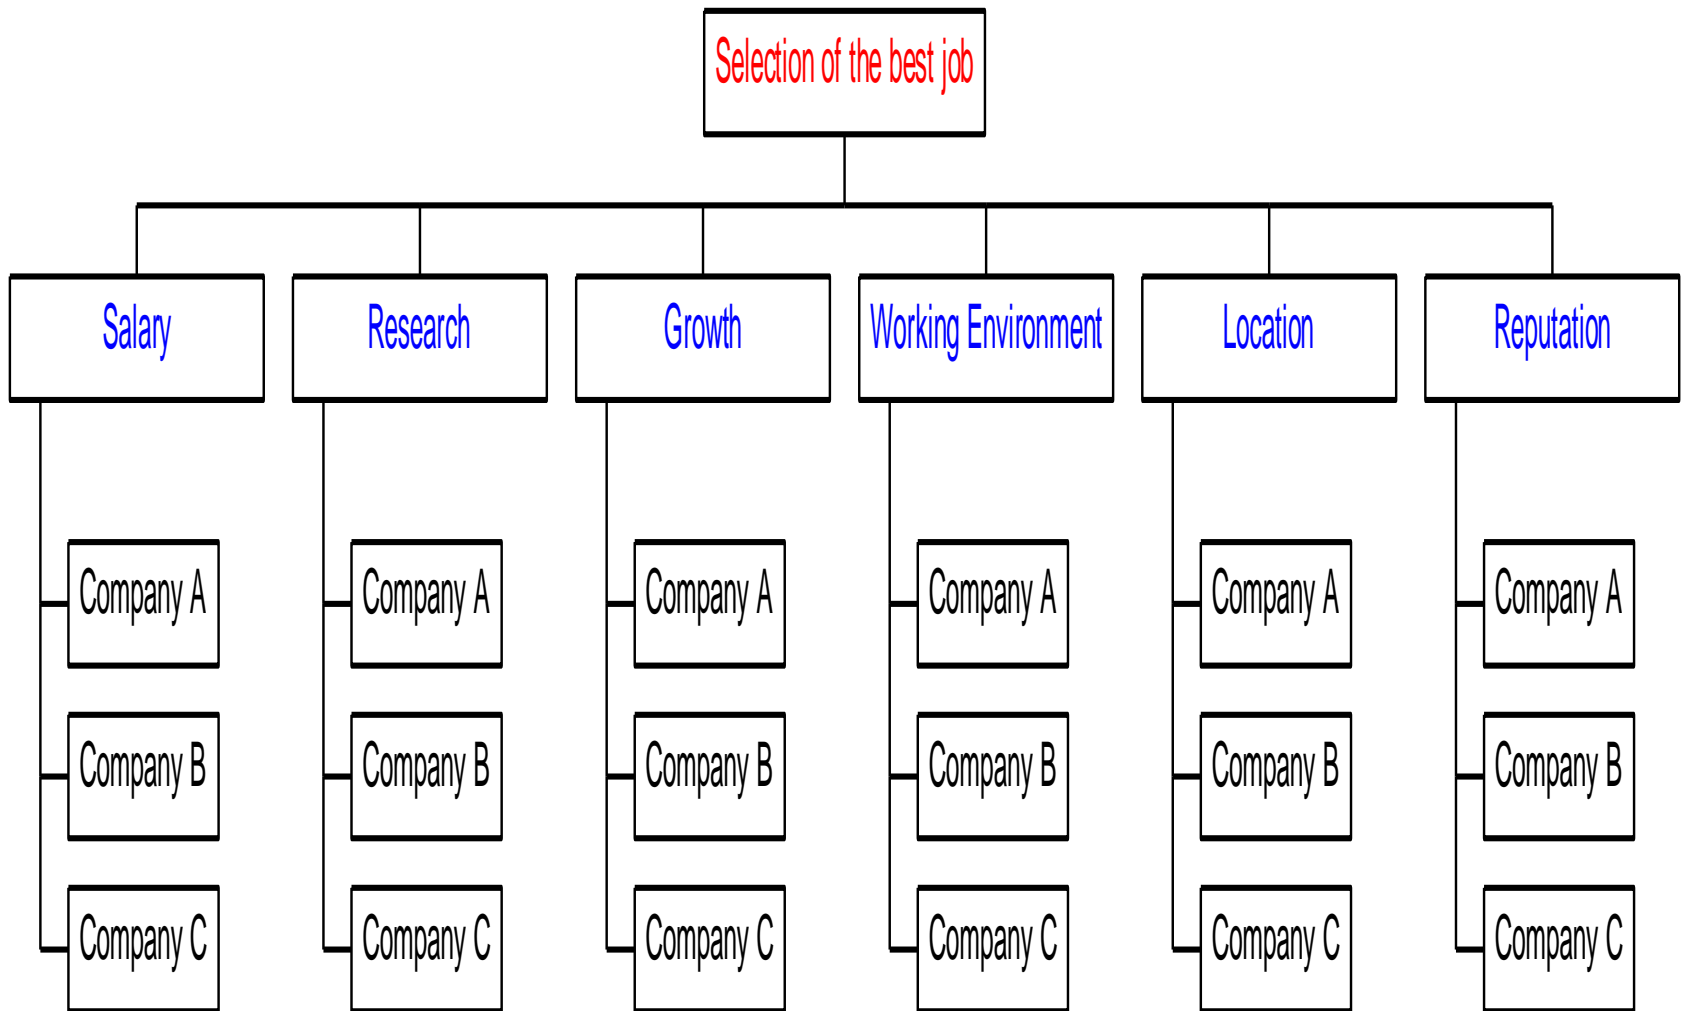 Selection of the best job
Salary
Research
Growth
Working Environment
Location
Reputation
Company A
Company A
Company A
Company A
Company A
Company A
Company B
Company B
Company B
Company B
Company B
Company B
Company C
Company C
Company C
Company C
Company C
Company C